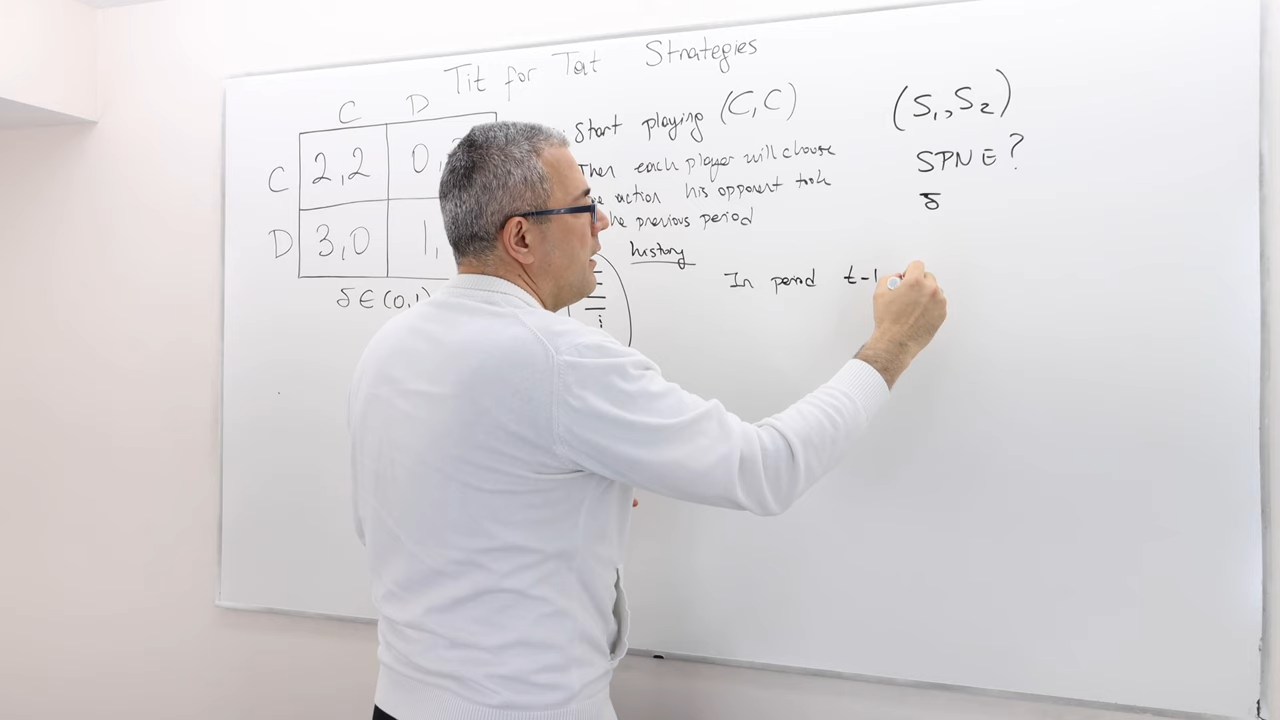 Tit for Tat Strategies
C D
C 2,2 0,
D 3,0 1,
δ ∈ (0,1)
Start playing (C,C)
Then each player will choose
action his opponent took
previous period
history
(S₁, S₂)
SPNE?
δ
In period t-1